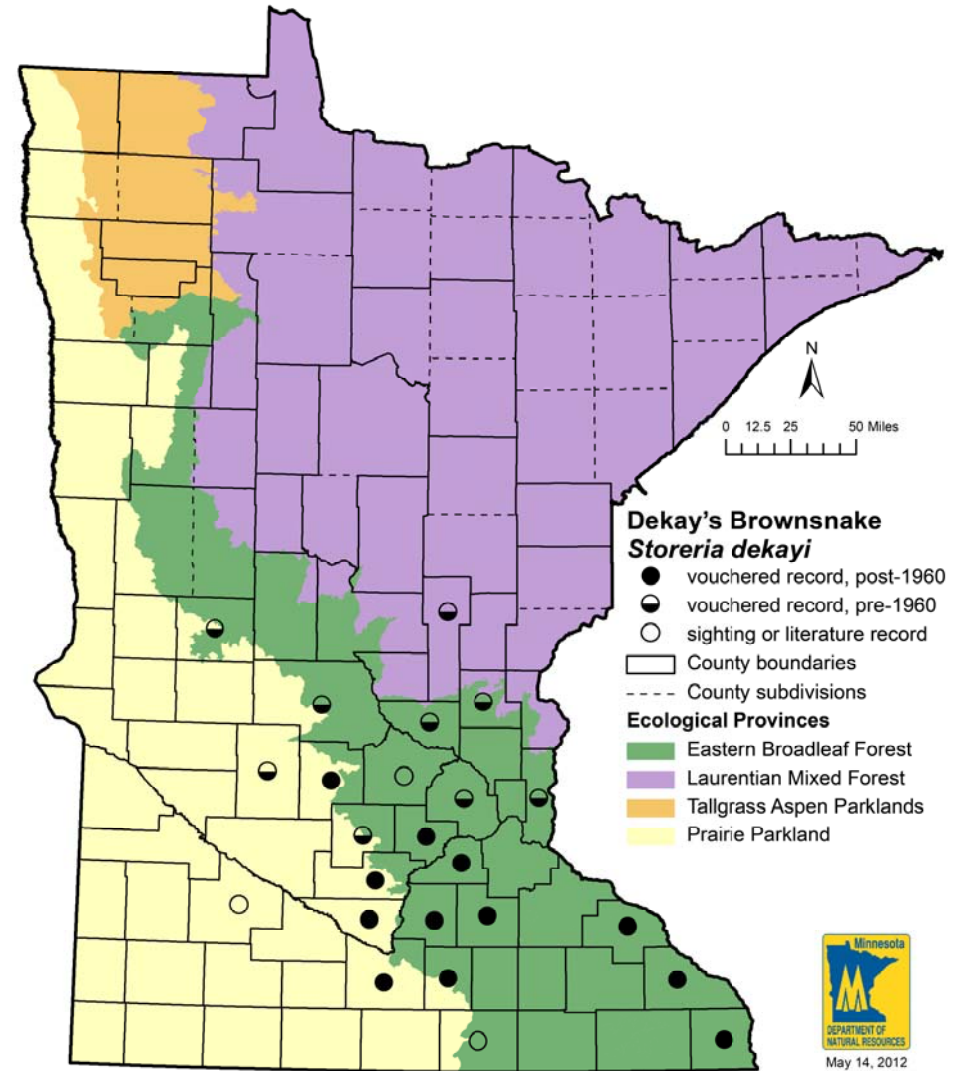 N
0 12.5 25 50 Miles
Dekay's Brownsnake
Storeria dekayi
vouchered record, post-1960
vouchered record, pre-1960
sighting or literature record
County boundaries
County subdivisions
Ecological Provinces
Eastern Broadleaf Forest
Laurentian Mixed Forest
Tallgrass Aspen Parklands
Prairie Parkland
Minnesota
M
DEPARTMENT OF
NATURAL RESOURCES
May 14, 2012